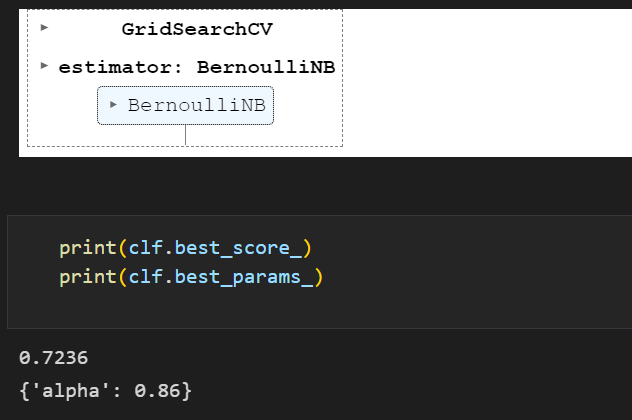 GridSearchCV
estimator: BernoulliNB
BernoulliNB
print(clf.best_score_)
print(clf.best_params_)
0.7236
{'alpha': 0.86}